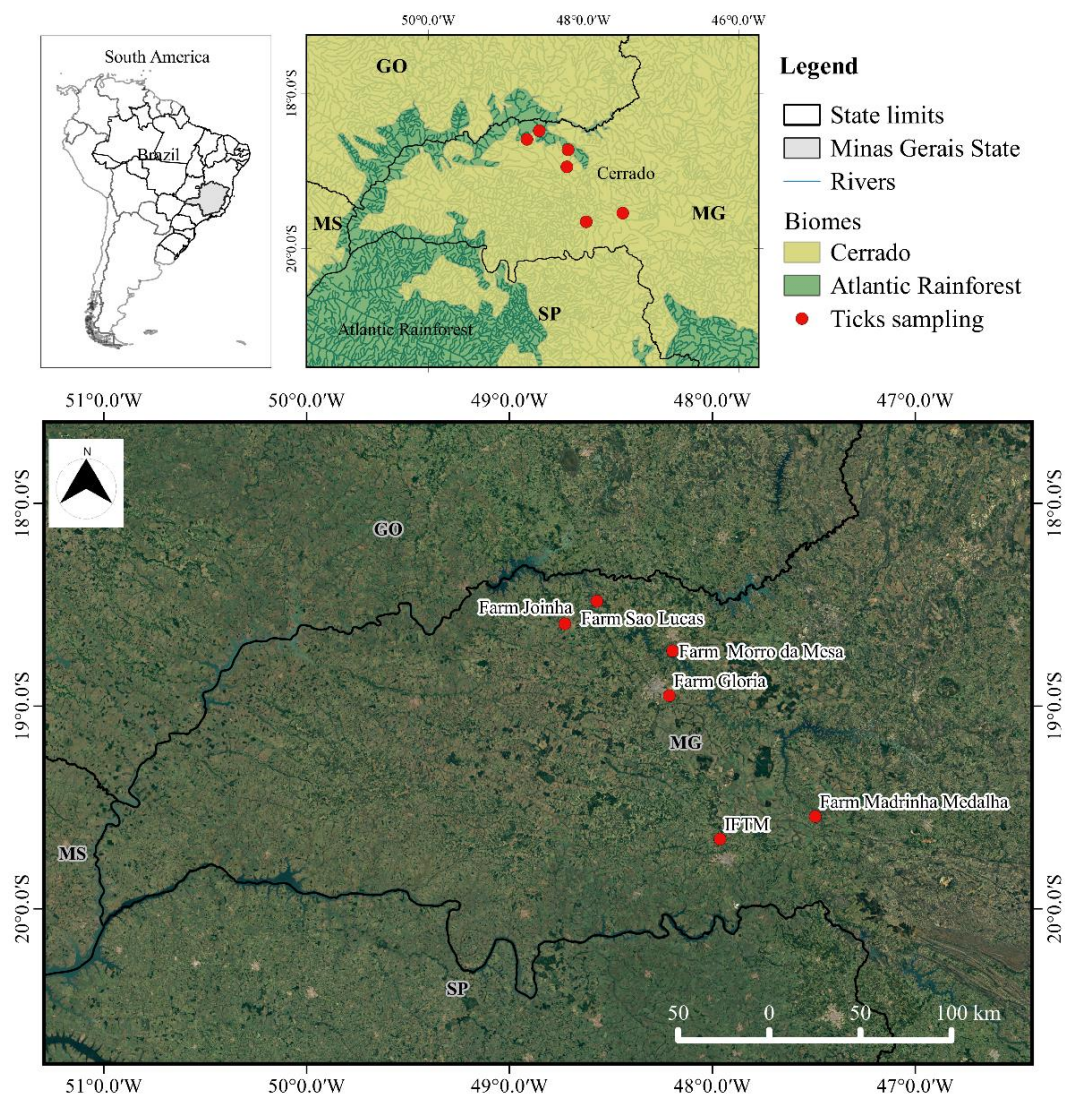 South America
Brazil
50°0.0'W
48°0.0'W
46°0.0'W
18°0.0'S
20°0.0'S
GO
Cerrado
MS
MG
SP
Atlantic Rainforest
Legend
State limits
Minas Gerais State
Rivers
Biomes
Cerrado
Atlantic Rainforest
Ticks sampling
51°0.0'W
50°0.0'W
49°0.0'W
48°0.0'W
47°0.0'W
N
18°0.0'S
18°0.0'S
GO
Farm Joinha
Farm Sao Lucas
Farm Morro da Mesa
Farm Gloria
19°0.0'S
19°0.0'S
MG
Farm Madrinha Medalha
IFTM
MS
20°0.0'S
20°0.0'S
SP
50
0
50
100 km
51°0.0'W
50°0.0'W
49°0.0'W
48°0.0'W
47°0.0'W